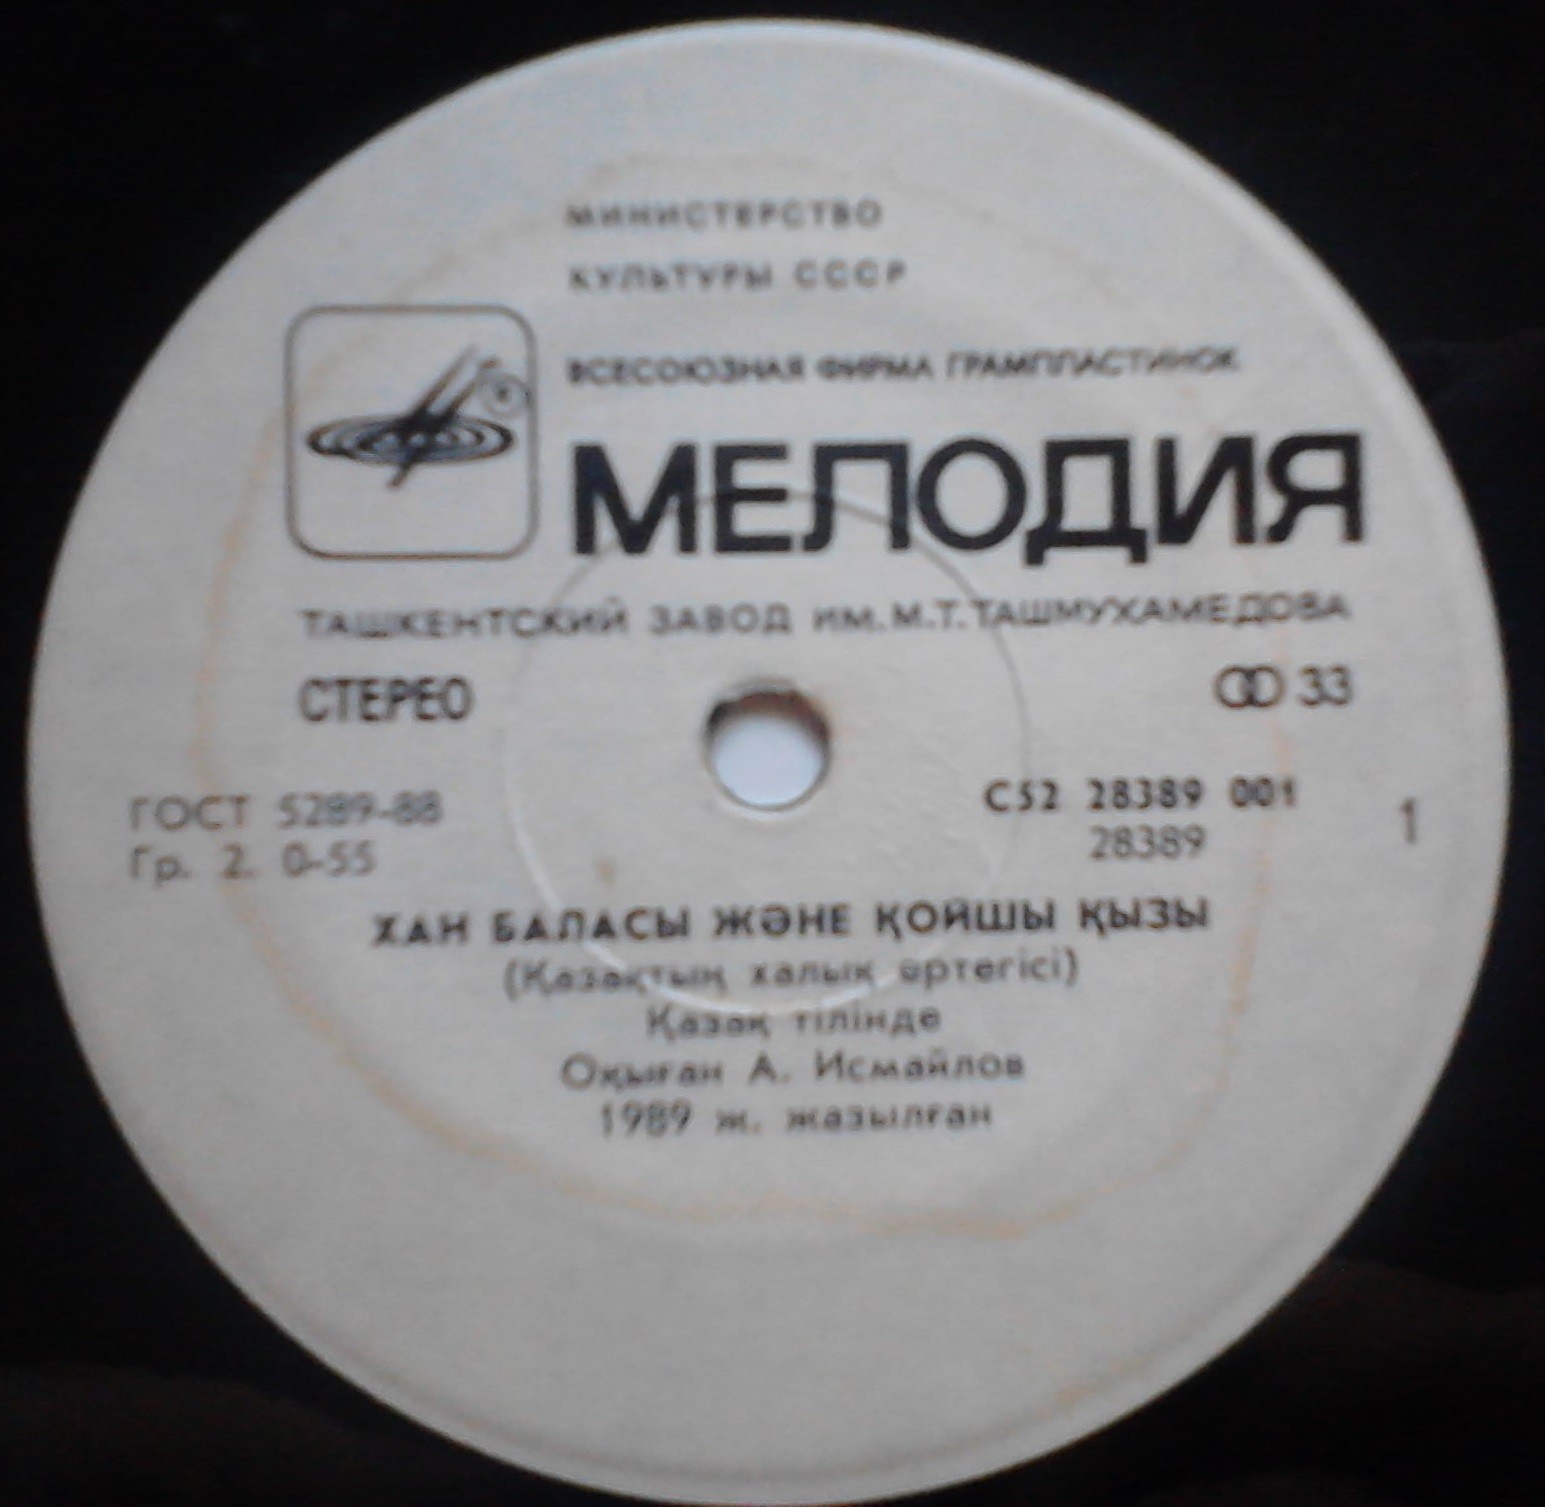 МИНИСТЕРСТВО
КУЛЬТУРЫ СССР
ВСЕСОЮЗНАЯ ФИРМА ГРАМПЛАСТИНОК
МЕЛОДИЯ
ТАШКЕНТСКИЙ ЗАВОД ИМ. М.Т. ТАШМУХАМЕДОВА
СТЕРЕО
33
ГОСТ 5289-88
Гр. 2. 0-55
С52 28389 001
28389
1
ХАН БАЛАСЫ ЖӘНЕ ҚОЙШЫ ҚЫЗЫ
(Қазақтың халық ертегісі)
Қазақ тілінде
Оқыған А. Исмайлов
1989 ж. жазылған